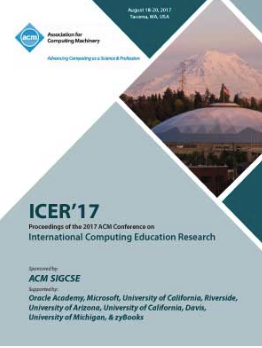 August 18-20, 2017
Tacoma, WA, USA
acm
Association for
Computing Machinery
Advancing Computing as a Science & Profession
ICER'17
Proceedings of the 2017 ACM Conference on
International Computing Education Research
Sponsored by:
ACM SIGCSE
Supported by:
Oracle Academy, Microsoft, University of California, Riverside,
University of Arizona, University of California, Davis,
University of Michigan, & zyBooks